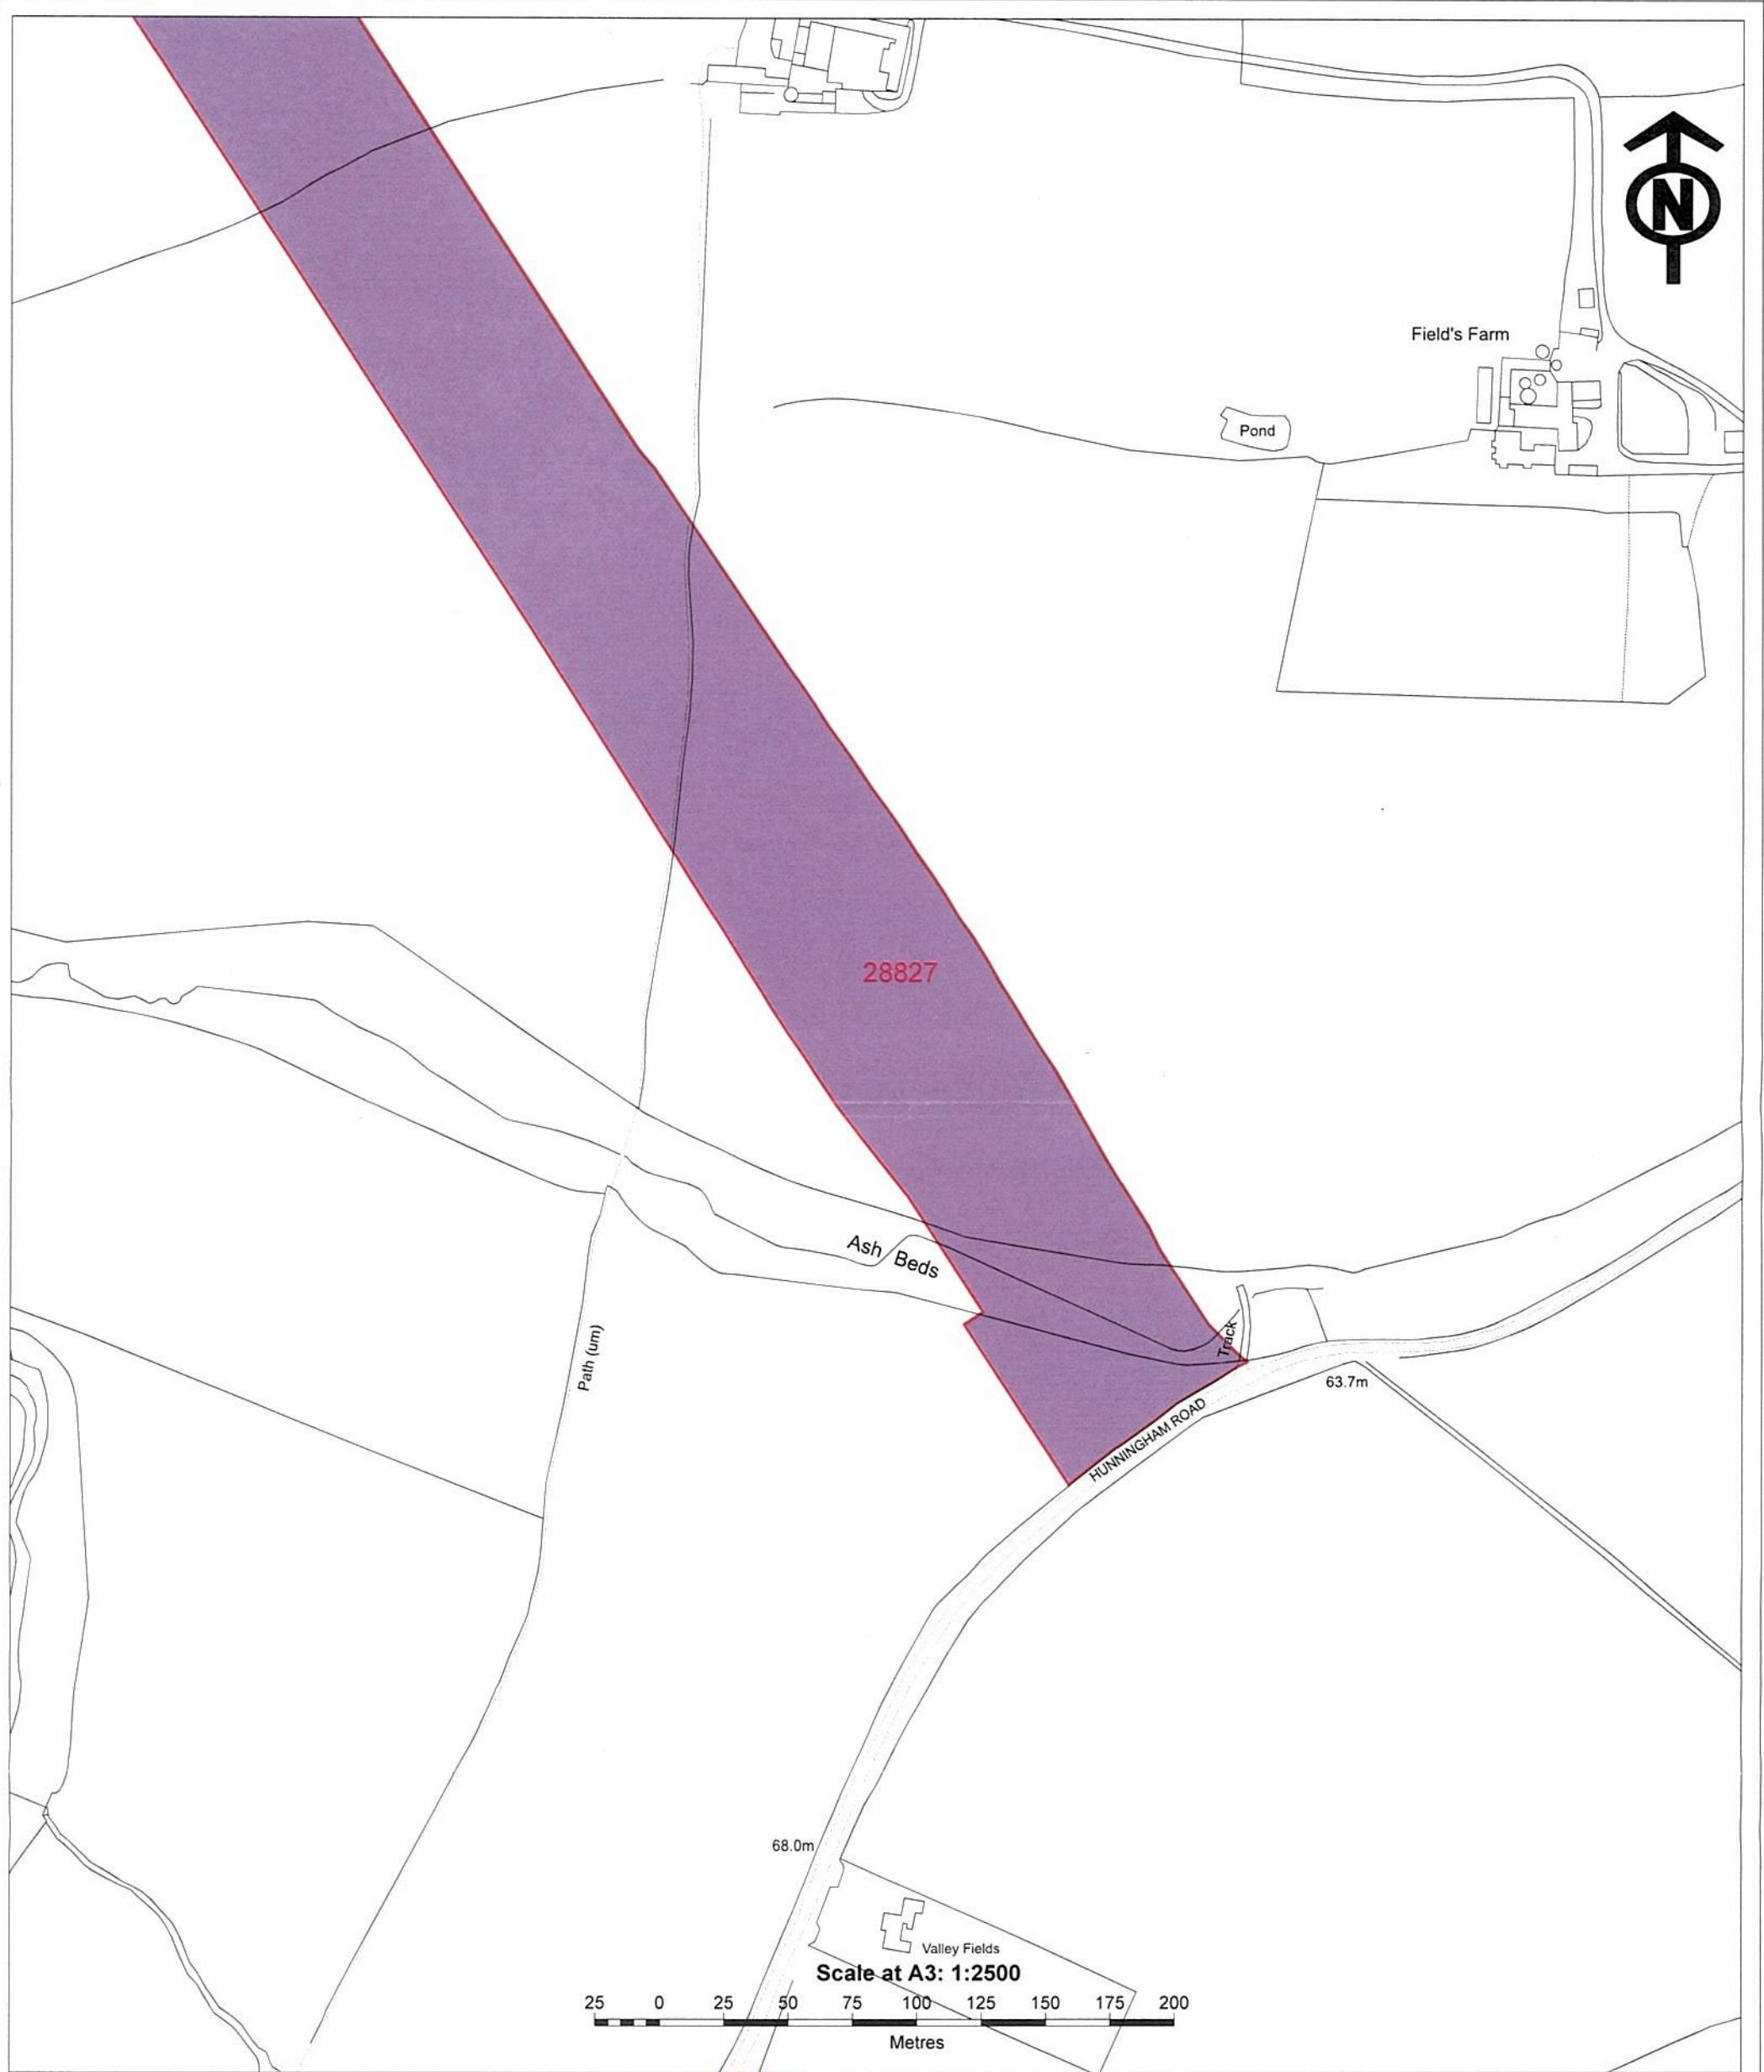 N
Field's Farm
Pond
28827
Ash Beds
Track
Path (um)
63.7m
HUNNINGHAM ROAD
68.0m
Valley Fields
Scale at A3: 1:2500
25 0 25 50 75 100 125 150 175 200
Metres